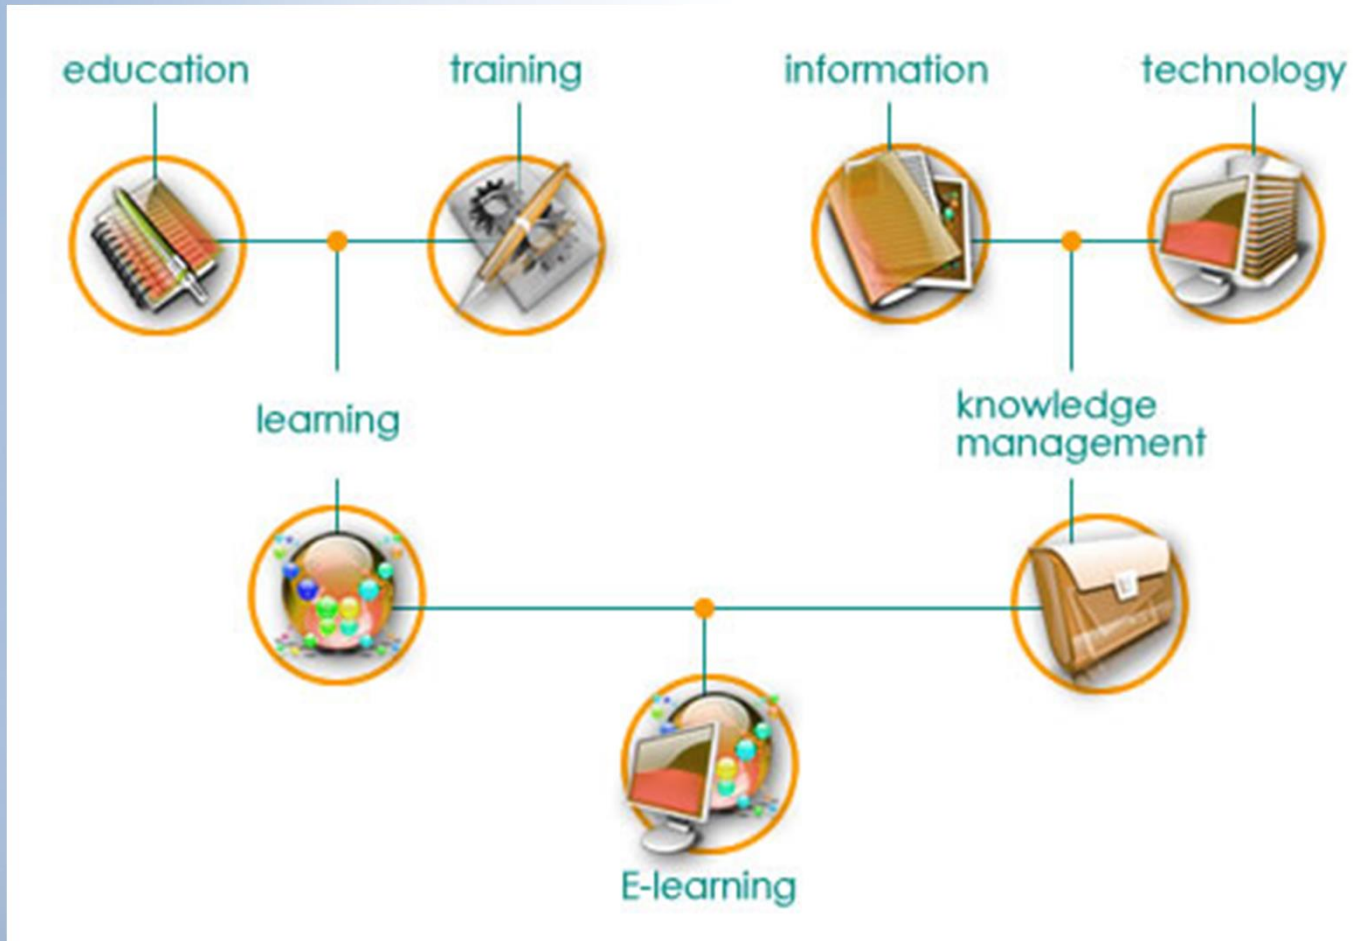 education
training
information
technology
learning
knowledge
management
E-learning